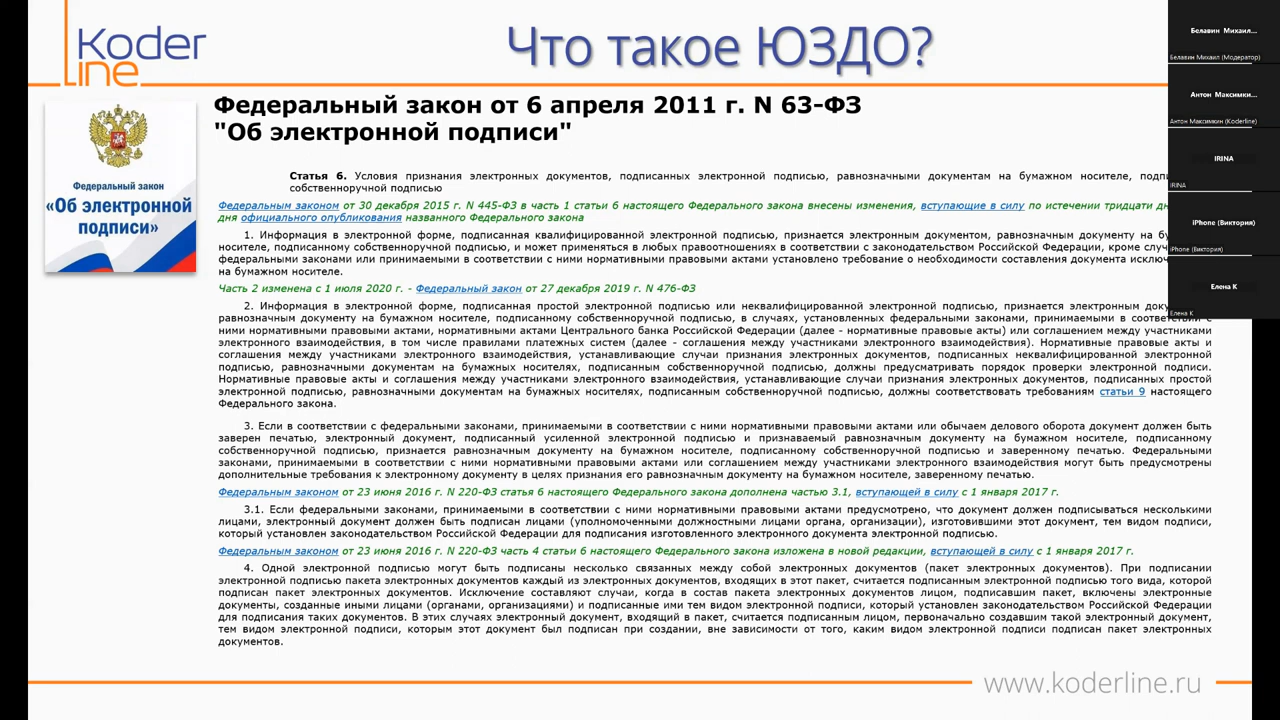 Koder
line
Что такое ЮЗДО?
Федеральный закон
«Об электронной
подписи»
Федеральный закон от 6 апреля 2011 г. N 63-ФЗ
"Об электронной подписи"
Статья 6. Условия признания электронных документов, подписанных электронной подписью, равнозначными документам на бумажном носителе,
собственноручной подписью
Федеральным законом от 30 декабря 2015 г. N 445-ФЗ в часть 1 статьи 6 настоящего Федерального закона внесены изменения, вступающие в силу по истечении тридцати
дня официального опубликования названного Федерального закона
1. Информация в электронной форме, подписанная квалифицированной электронной подписью, признается электронным документом, равнозначным документу на
носителе, подписанному собственноручной подписью, и может применяться в любых правоотношениях в соответствии с законодательством Российской Федерации, кроме
федеральными законами или принимаемыми в соответствии с ними нормативными правовыми актами установлено требование о необходимости составления документа
на бумажном носителе.
Часть 2 изменена с 1 июля 2020 г. - Федеральный закон от 27 декабря 2019 г. N 476-ФЗ
2. Информация в электронной форме, подписанная простой электронной подписью или неквалифицированной электронной подписью, признается электронным
равнозначным документу на бумажном носителе, подписанному собственноручной подписью, в случаях, установленных федеральными законами, принимаемыми в соответствии с
ними нормативными правовыми актами, нормативными актами Центрального банка Российской Федерации (далее - нормативные правовые акты) или соглашением между участниками
электронного взаимодействия, в том числе правилами платежных систем (далее - соглашения между участниками электронного взаимодействия). Нормативные правовые акты и
соглашения между участниками электронного взаимодействия, устанавливающие случаи признания электронных документов, подписанных неквалифицированной электронной
подписью, равнозначными документам на бумажных носителях, подписанным собственноручной подписью, должны предусматривать порядок проверки электронной подписи.
Нормативные правовые акты и соглашения между участниками электронного взаимодействия, устанавливающие случаи признания электронных документов, подписанных простой
электронной подписью, равнозначными документам на бумажных носителях, подписанным собственноручной подписью, должны соответствовать требованиям статьи 9 настоящего
Федерального закона.
3. Если в соответствии с федеральными законами, принимаемыми в соответствии с ними нормативными правовыми актами или обычаем делового оборота документ должен быть
заверен печатью, электронный документ, подписанный усиленной электронной подписью и признаваемый равнозначным документу на бумажном носителе, подписанному
собственноручной подписью, признается равнозначным документу на бумажном носителе, подписанному собственноручной подписью и заверенному печатью. Федеральными
законами, принимаемыми в соответствии с ними нормативными правовыми актами или соглашением между участниками электронного взаимодействия могут быть предусмотрены
дополнительные требования к электронному документу в целях признания его равнозначным документу на бумажном носителе, заверенному печатью.
Федеральным законом от 23 июня 2016 г. N 220-ФЗ статья 6 настоящего Федерального закона дополнена частью 3.1, вступающей в силу с 1 января 2017 г.
3.1. Если федеральными законами, принимаемыми в соответствии с ними нормативными правовыми актами предусмотрено, что документ должен подписываться несколькими
лицами, электронный документ должен быть подписан лицами (уполномоченными должностными лицами органа, организации), изготовившими этот документ, тем видом подписи,
который установлен законодательством Российской Федерации для подписания изготовленного электронного документа электронной подписью.
Федеральным законом от 23 июня 2016 г. N 220-ФЗ часть 4 статьи 6 настоящего Федерального закона изложена в новой редакции, вступающей в силу с 1 января 2017 г.
4. Одной электронной подписью могут быть подписаны несколько связанных между собой электронных документов (пакет электронных документов). При подписании
электронной подписью пакета электронных документов каждый из электронных документов, входящих в этот пакет, считается подписанным электронной подписью того вида, которой
подписан пакет электронных документов. Исключение составляют случаи, когда в состав пакета электронных документов лицом, подписавшим пакет, включены электронные
документы, созданные иными лицами (органами, организациями) и подписанные ими тем видом электронной подписи, который установлен законодательством Российской Федерации
для подписания таких документов. В этих случаях электронный документ, входящий в пакет, считается подписанным лицом, первоначально создавшим такой электронный документ,
тем видом электронной подписи, которым этот документ был подписан при создании, вне зависимости от того, каким видом электронной подписи подписан пакет электронных
документов.
www.koderline.ru
Белавин Михаил...
Белавин Михаил (Модератор)
Антон Максимки...
Антон Максимкин (Koderline)
IRINA
IRINA
iPhone (Виктория)
iPhone (Виктория)
Елена К
Елена К